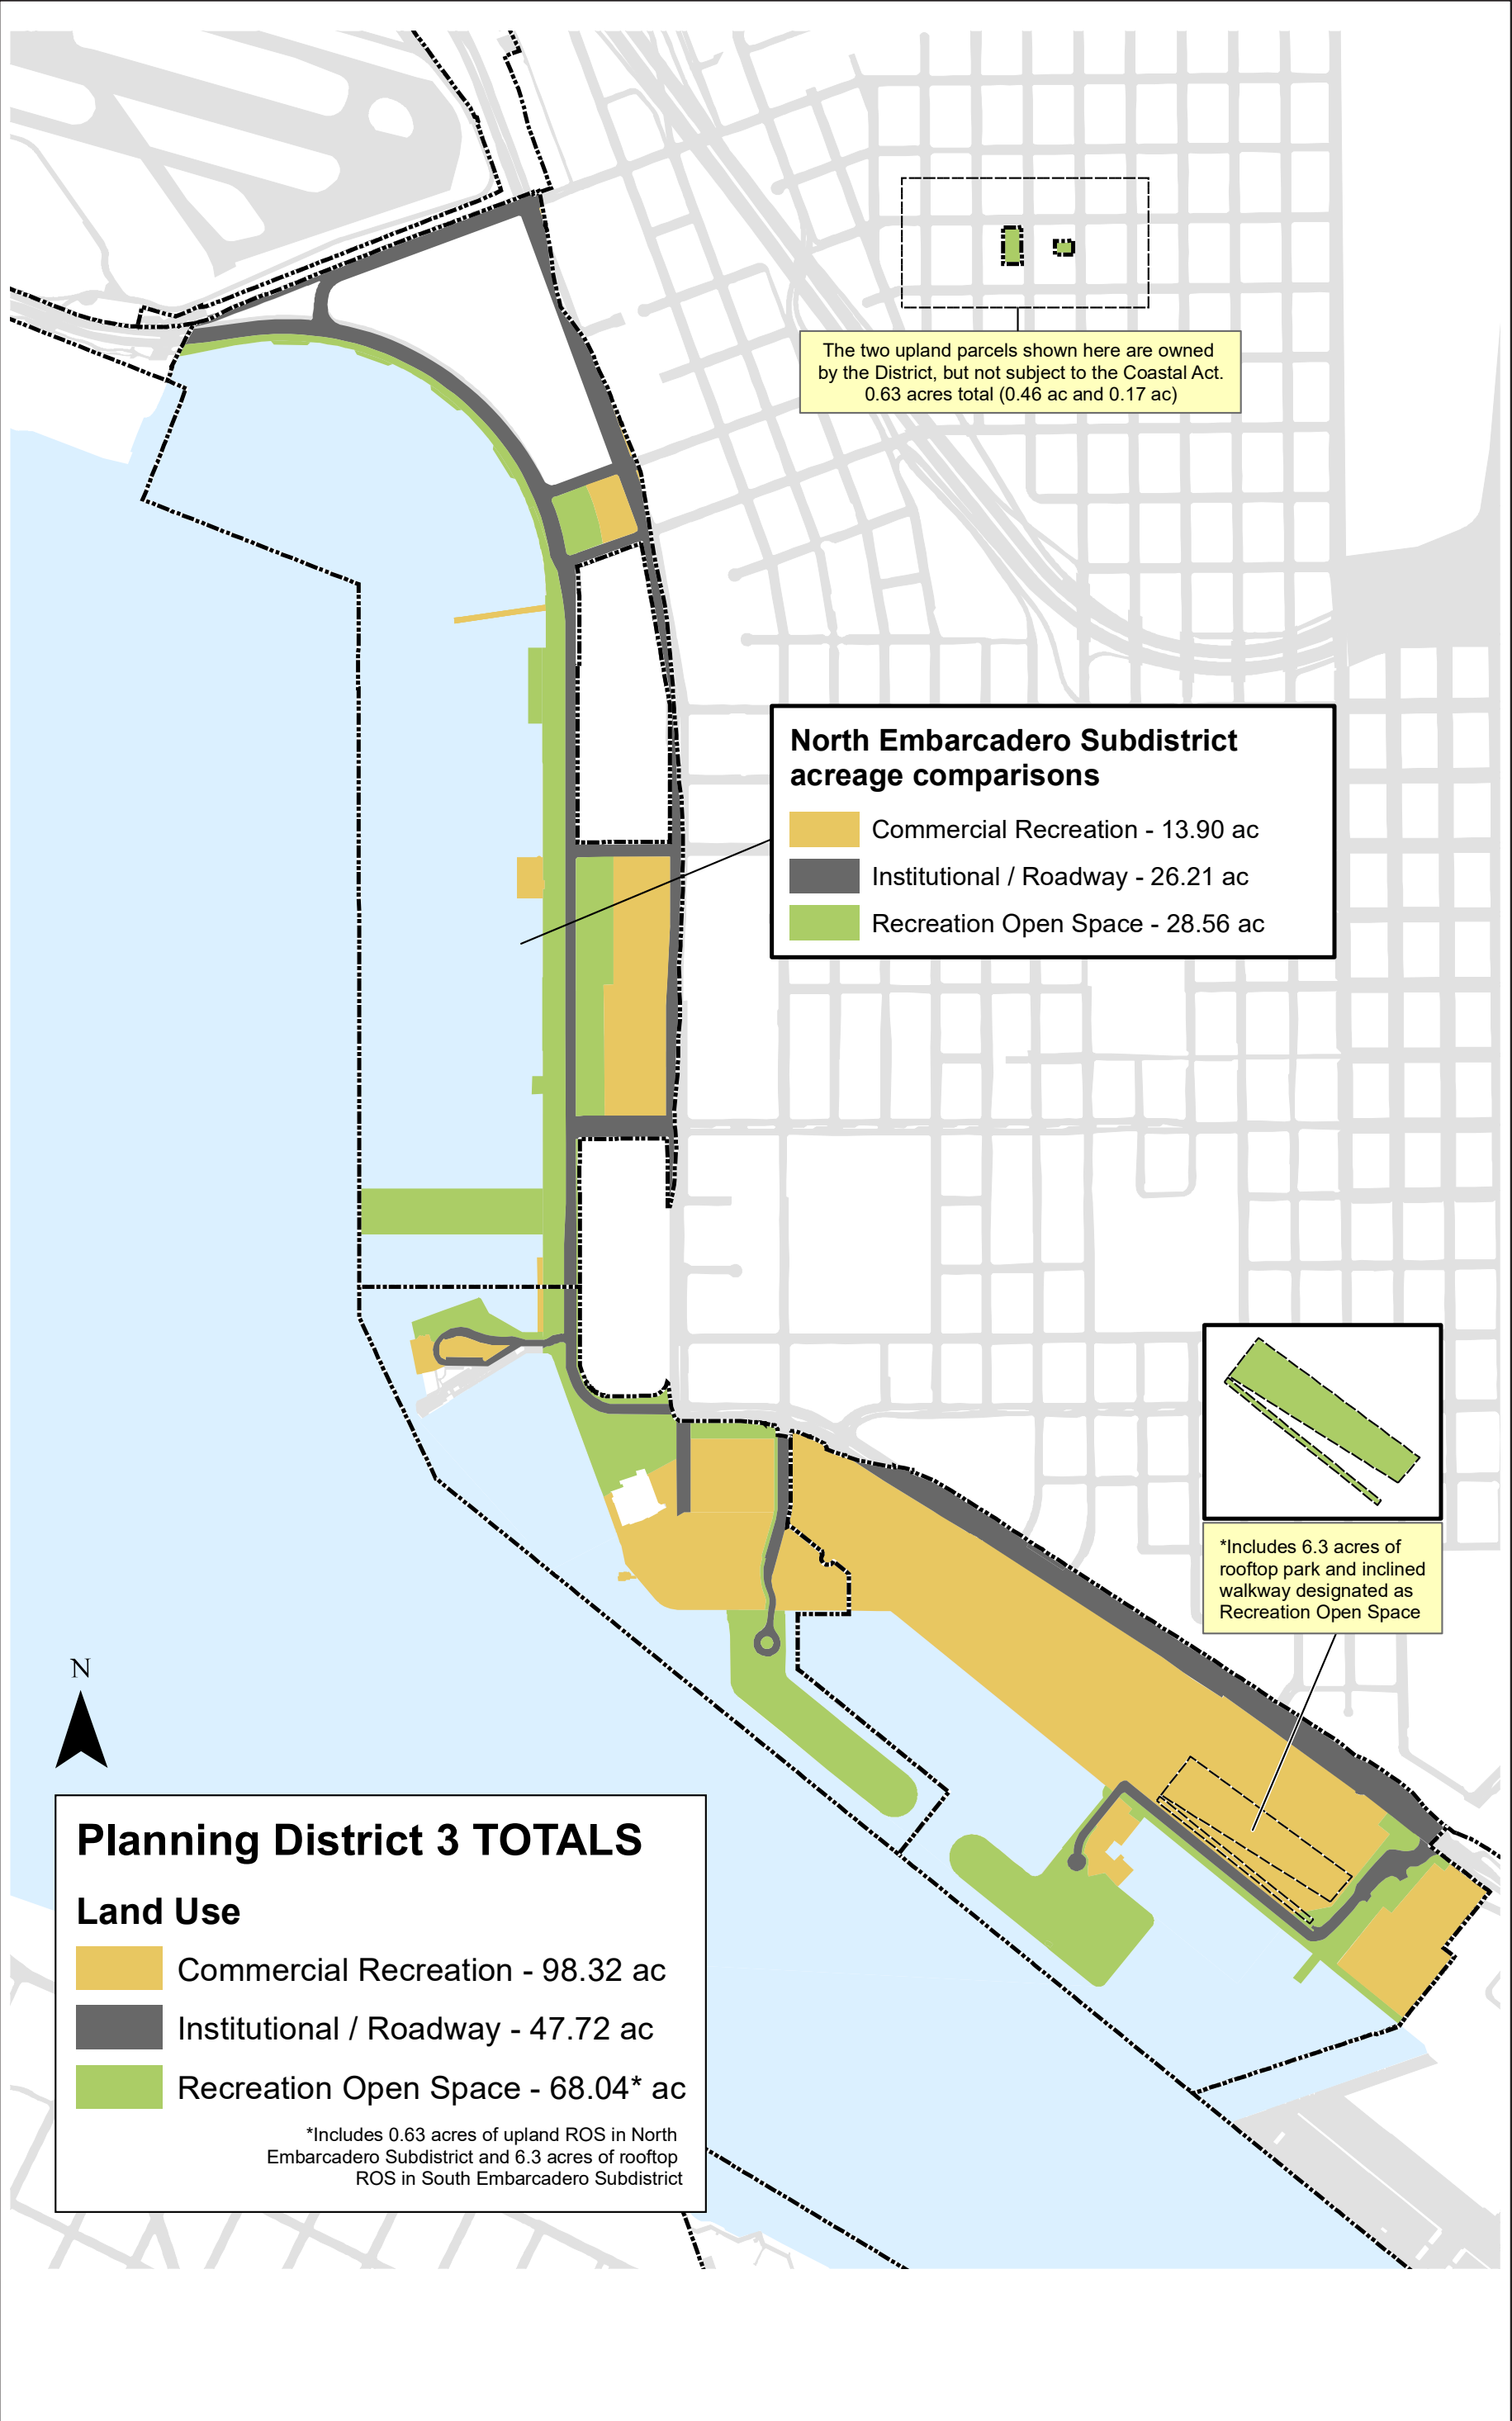 The two upland parcels shown here are owned
by the District, but not subject to the Coastal Act.
0.63 acres total (0.46 ac and 0.17 ac)
North Embarcadero Subdistrict
acreage comparisons
Commercial Recreation - 13.90 ac
Institutional / Roadway - 26.21 ac
Recreation Open Space - 28.56 ac
*Includes 6.3 acres of
rooftop park and inclined
walkway designated as
Recreation Open Space
N
Planning District 3 TOTALS
Land Use
Commercial Recreation - 98.32 ac
Institutional / Roadway - 47.72 ac
Recreation Open Space - 68.04* ac
*Includes 0.63 acres of upland ROS in North
Embarcadero Subdistrict and 6.3 acres of rooftop
ROS in South Embarcadero Subdistrict